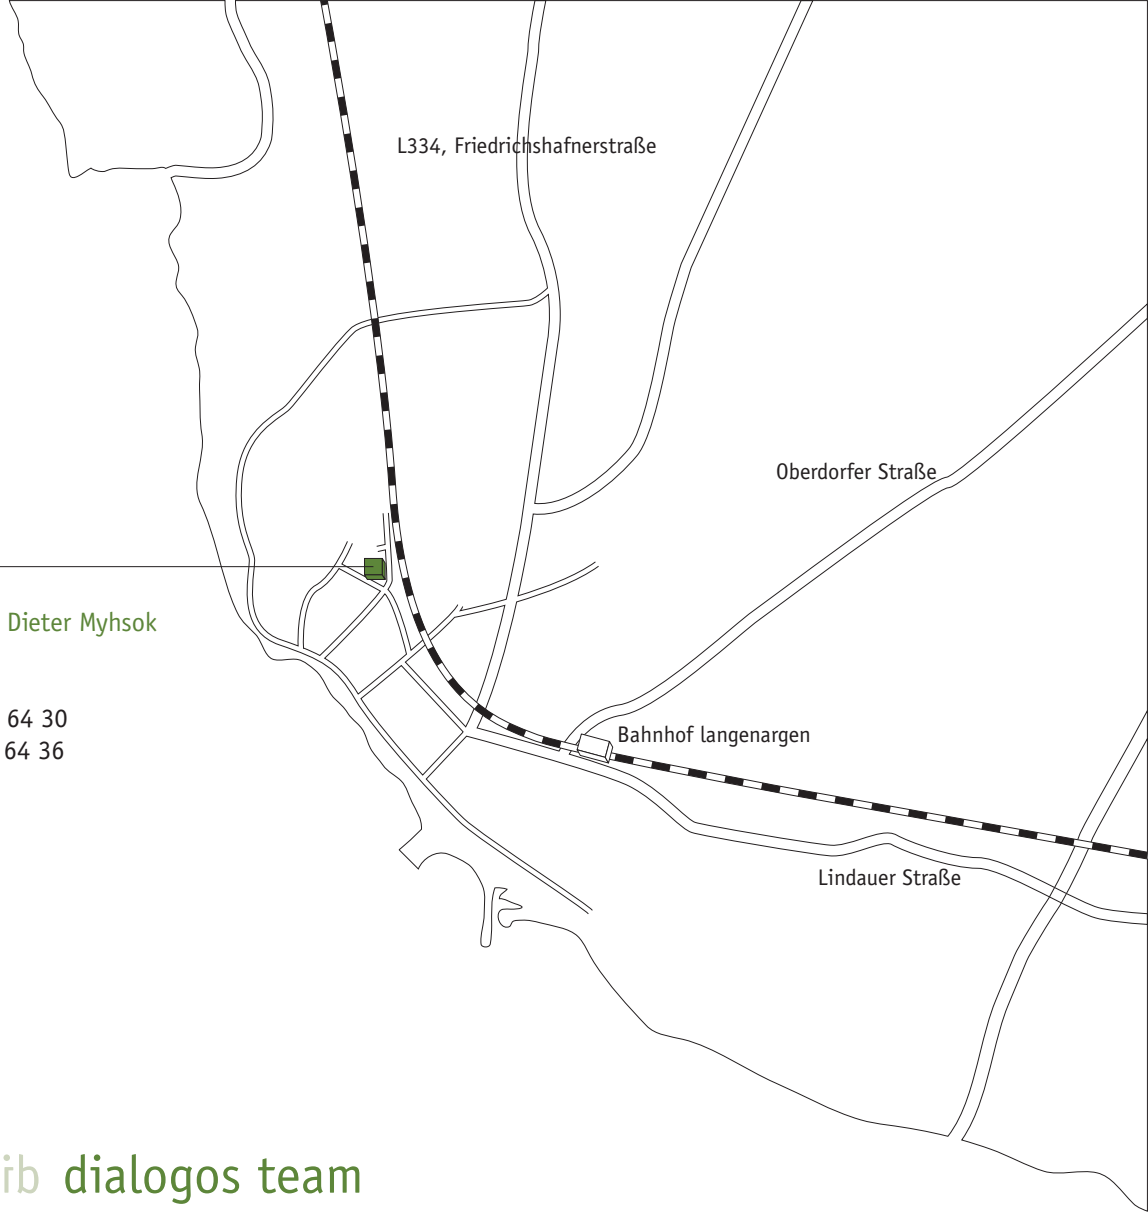 L334, Friedrichshafnerstraße
Oberdorfer Straße
Dieter Myhsok
64 30
Bahnhof langenargen
64 36
Lindauer Straße
ib dialogos team